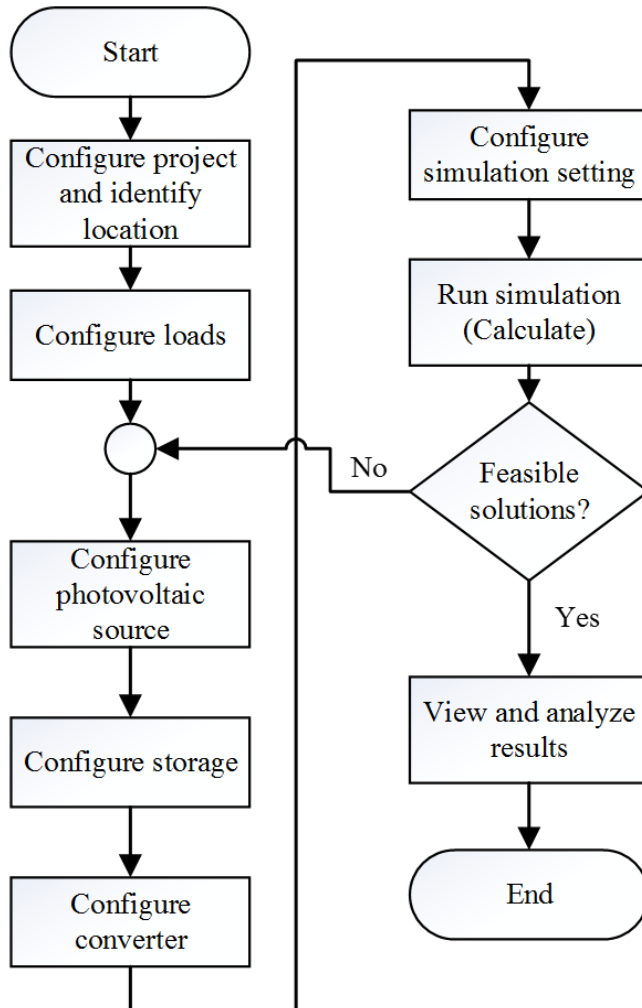 Start
Configure project
and identify
location
Configure loads
Configure
photovoltaic
source
Configure storage
Configure
converter
Configure
simulation setting
Run simulation
(Calculate)
Feasible
solutions?
No
Yes
View and analyze
results
End